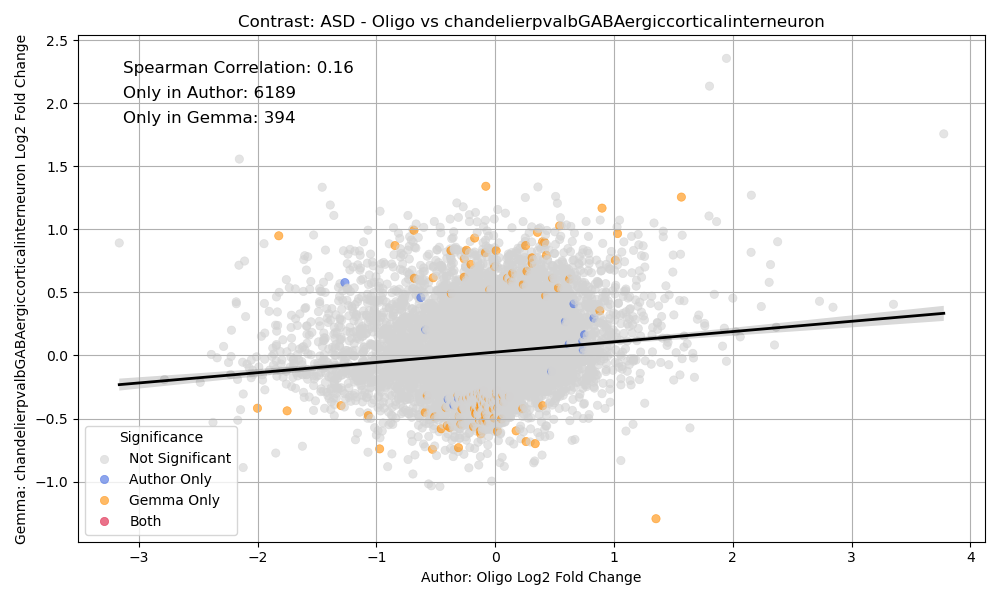 Contrast: ASD - Oligo vs chandelierpvalbGABAergiccorticalinterneuron
Gemma: chandelierpvalbGABAergiccorticalinterneuron Log2 Fold Change
2.5
2.0
1.5
1.0
0.5
0.0
−0.5
−1.0
Spearman Correlation: 0.16
Only in Author: 6189
Only in Gemma: 394
Significance
Not Significant
Author Only
Gemma Only
Both
−3
−2
−1
0
1
2
3
4
Author: Oligo Log2 Fold Change